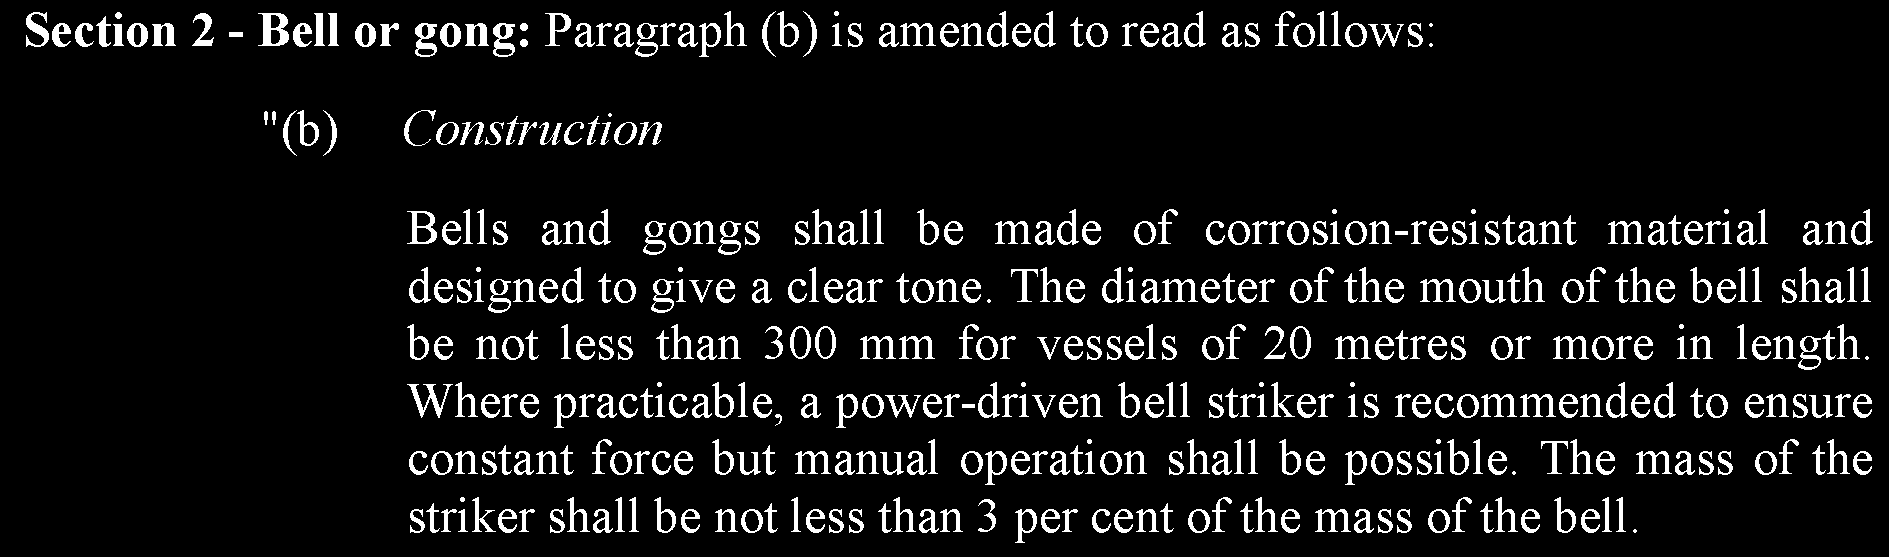 Section 2 - Bell or gong: Paragraph (b) is amended to read as follows:
"(b) Construction
Bells and gongs shall be made of corrosion-resistant material and
designed to give a clear tone. The diameter of the mouth of the bell shall
be not less than 300 mm for vessels of 20 metres or more in length.
Where practicable, a power-driven bell striker is recommended to ensure
constant force but manual operation shall be possible. The mass of the
striker shall be not less than 3 per cent of the mass of the bell.